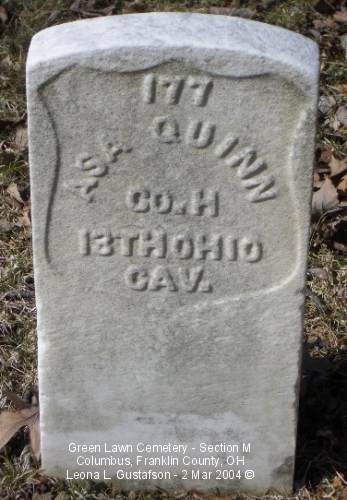 177
ASA QUINN
CO. H
13TH OHIO
CAV.
Green Lawn Cemetery - Section M
Columbus, Franklin County, OH
Leona L. Gustafson - 2 Mar 2004 ©